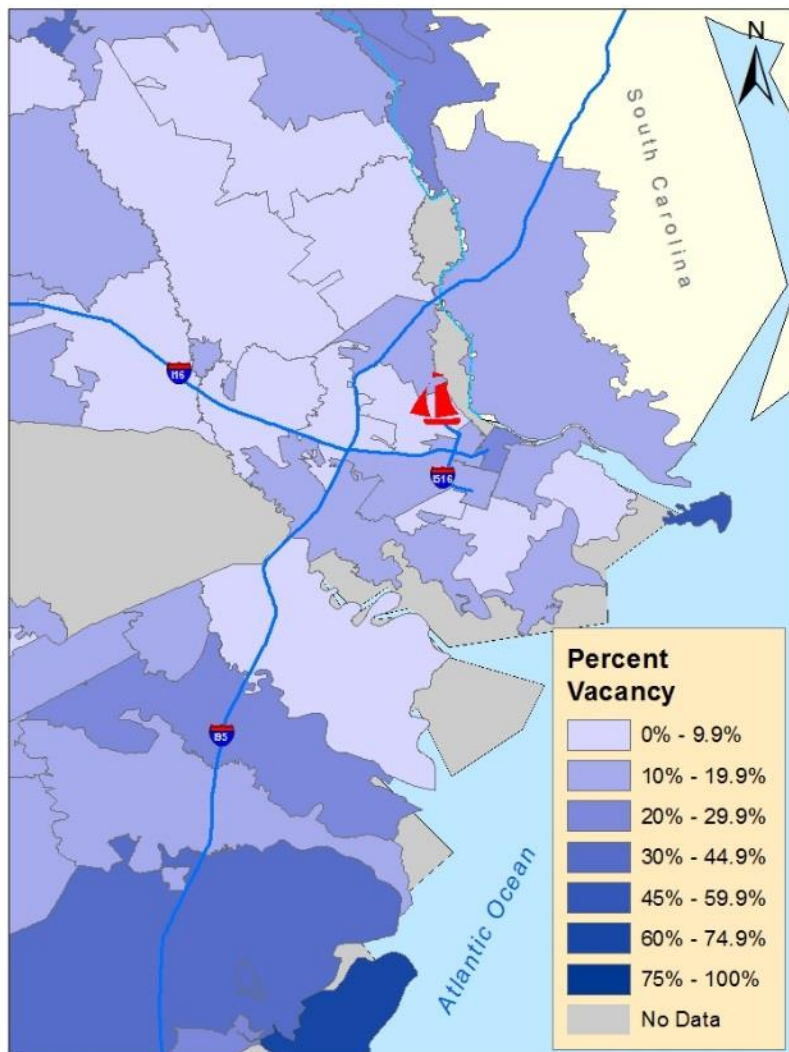 N
South Carolina
I16
I516
I95
Atlantic Ocean
Percent
Vacancy
0% - 9.9%
10% - 19.9%
20% - 29.9%
30% - 44.9%
45% - 59.9%
60% - 74.9%
75% - 100%
No Data